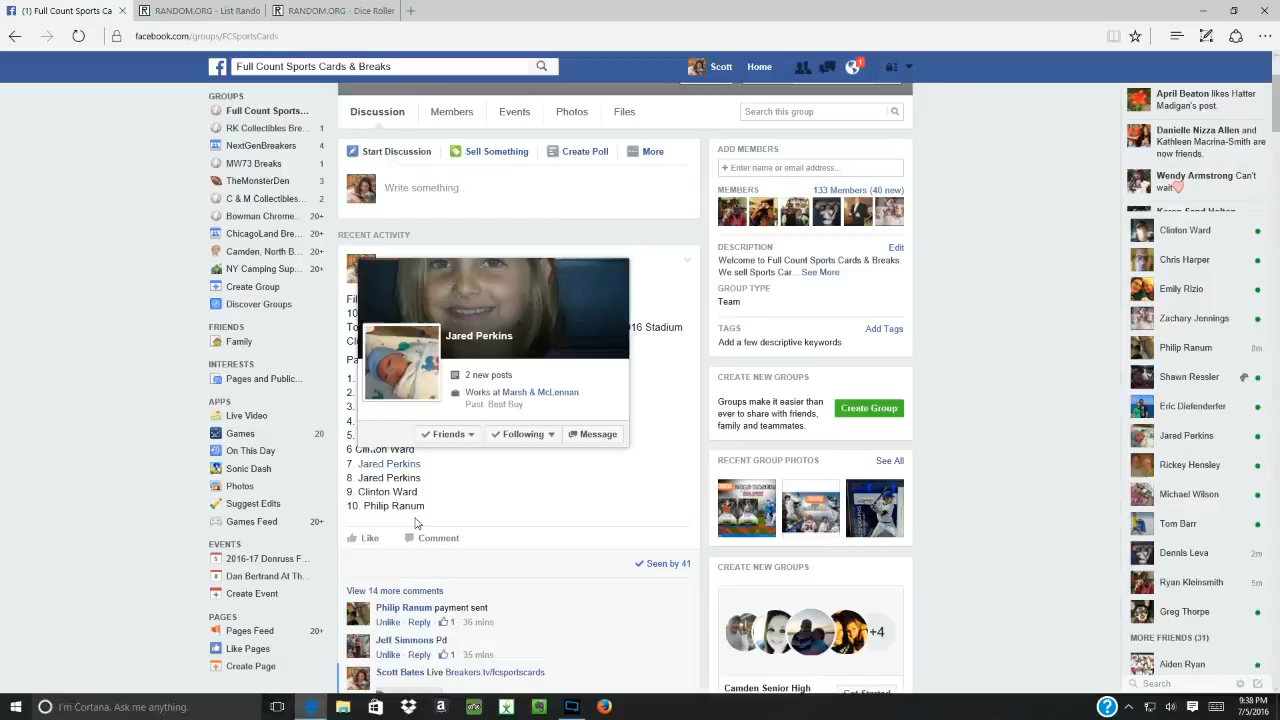 (1) Full Count Sports Ca
RANDOM.ORG - List Rando
RANDOM.ORG - Dice Roller
facebook.com/groups/FCSportsCards
Full Count Sports Cards & Breaks
Scott
Home
1
GROUPS
Full Count Sports...
RK Collectibles Bre... 1
NextGenBreakers 4
MW73 Breaks 1
TheMonsterDen 3
C & M Collectibles... 2
Bowman Chrome... 20+
ChicagoLand Bre... 20+
Camden, North B... 20+
NY Camping Sup... 20+
Create Group
Discover Groups
FRIENDS
Family
INTERESTS
Pages and Public...
APPS
Live Video
Games 20
On This Day
Sonic Dash
Photos
Suggest Edits
Games Feed 20+
EVENTS
2016-17 Donruss F...
Dan Bertrand At Th...
Create Event
PAGES
Pages Feed 20+
Like Pages
Create Page
Discussion Members Events Photos Files
Search this group
Start Discussion Sell Something Create Poll More
Write something...
RECENT ACTIVITY
Fil
10
To 016 Stadium
Clu
Pa
1.
2.
3.
4.
5.
Jared Perkins
2 new posts
Works at Marsh & McLennan
Past: Best Buy
Friends Following Message
6 Clinton Ward
7. Jared Perkins
8. Jared Perkins
9. Clinton Ward
10. Philip Ranum
Like Comment
Seen by 41
View 14 more comments
Philip Ranum payment sent
Unlike · Reply · 1 · 36 mins
Jeff Simmons Pd
Unlike · Reply · 1 · 35 mins
Scott Bates Live Breakers.tv/fcsportscards
ADD MEMBERS
+ Enter name or email address...
MEMBERS 133 Members (40 new)
DESCRIPTION Edit
Welcome to Full Count Sports Cards & Breaks
We sell Sports Car... See More
GROUP TYPE
Team
TAGS Add Tags
Add a few descriptive keywords
CREATE NEW GROUPS
Groups make it easier than
ever to share with friends,
family and teammates.
Create Group
RECENT GROUP PHOTOS See All
CREATE NEW GROUPS
+4
Camden Senior High
Get Started
April Beaton likes Hatter
Madigan's post.
Danielle Nizza Allen and
Kathleen Macrina-Smith are
now friends.
Wendy Armstrong Can't
wait
Clinton Ward
Chris Harper
Emily Rizio
Zachary Jennings
Philip Ranum 8m
Shawn Ressler
Eric Diefenderfer
Jared Perkins
Rickey Hensley
Michael Wilson
Tom Barr
Dennis Leva 2m
Ryan Kleinsmith 5m
Greg Thorpe
MORE FRIENDS (31)
Aiden Ryan
Search
I'm Cortana. Ask me anything.
9:38 PM
7/5/2016